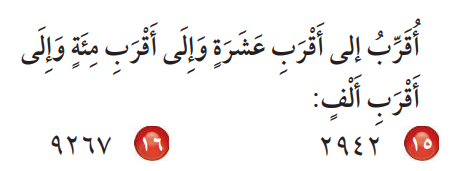 أُقَرِّبُ إلى أَقْرَبِ عَشَرَةٍ وَإِلَى أَقْرَبِ مِئَةٍ وَإِلَى
أَقْرَبِ أَلْفٍ:
١٥ ٢٩٤٢ ١٦ ٩٢٦٧